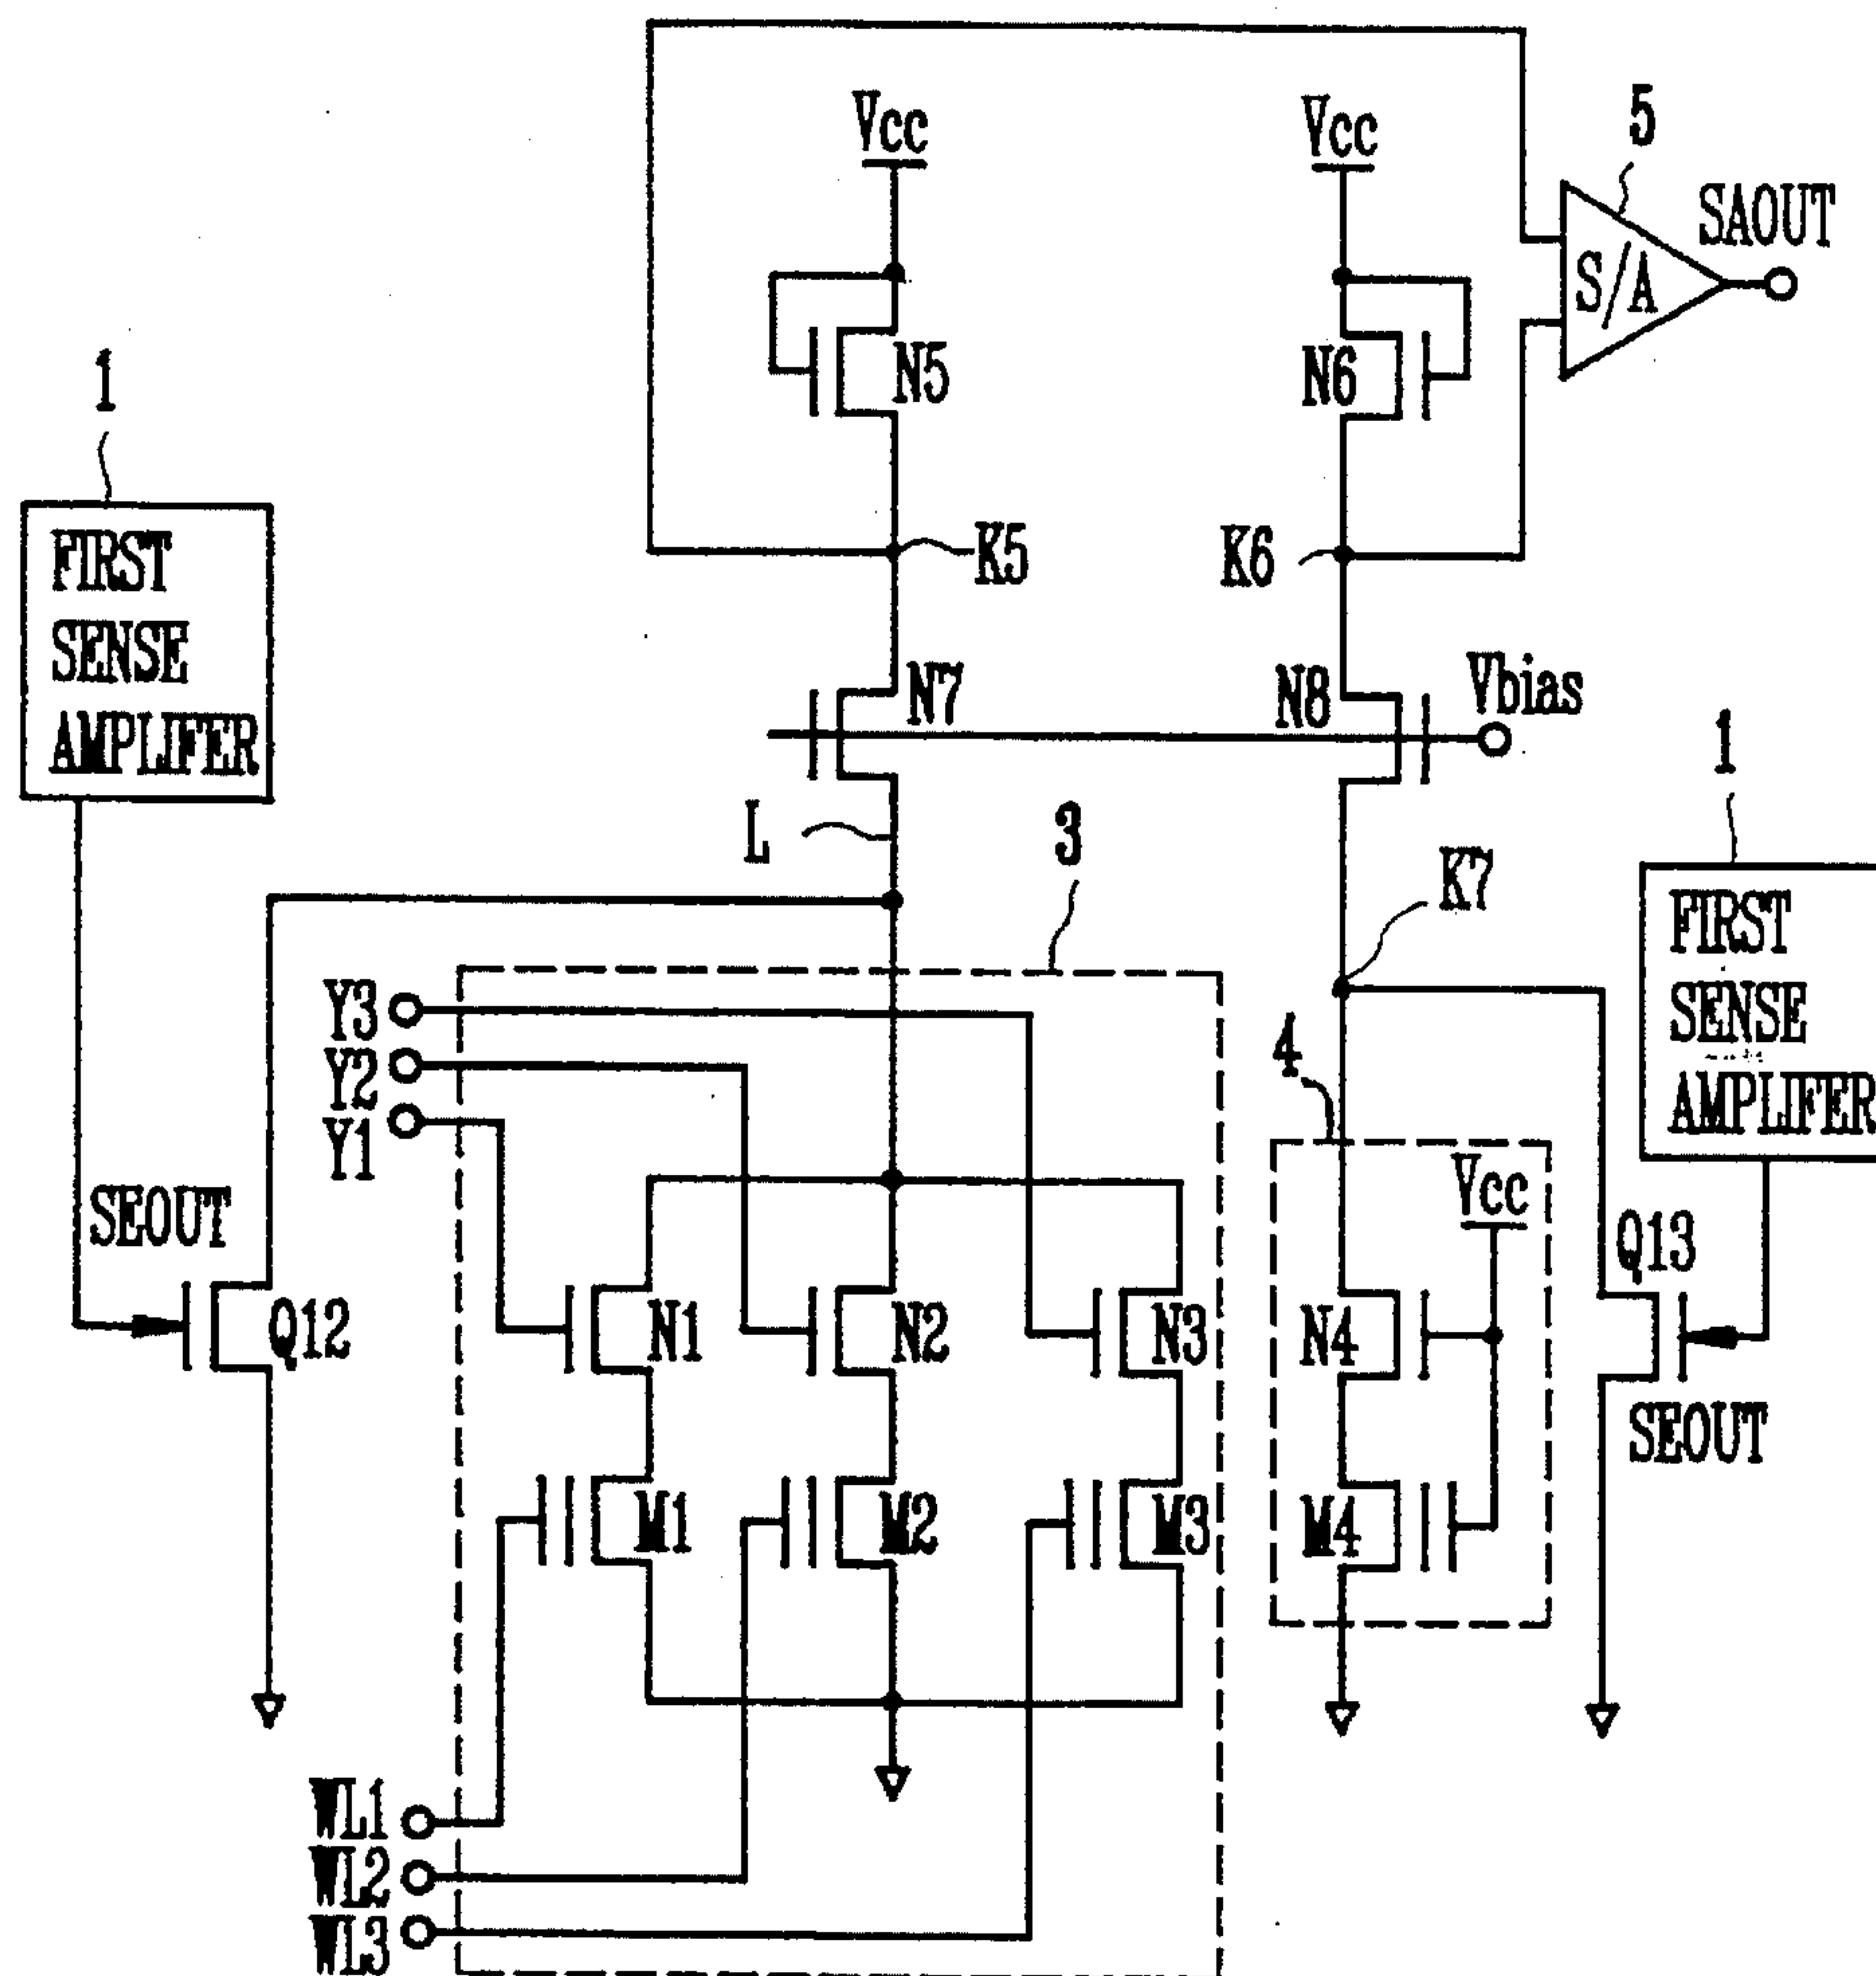 Vcc
Vcc
5
SAOUT
S/A
N5
N6
1
FIRST
SENSE
AMPLIFER
K5
K6
N7
N8
Vbias
1
L
3
K7
FIRST
SENSE
AMPLIFER
Y3
Y2
Y1
4
Vcc
SEOUT
Q13
Q12
N1
N2
N3
N4
SEOUT
M1
M2
M3
M4
WL1
WL2
WL3